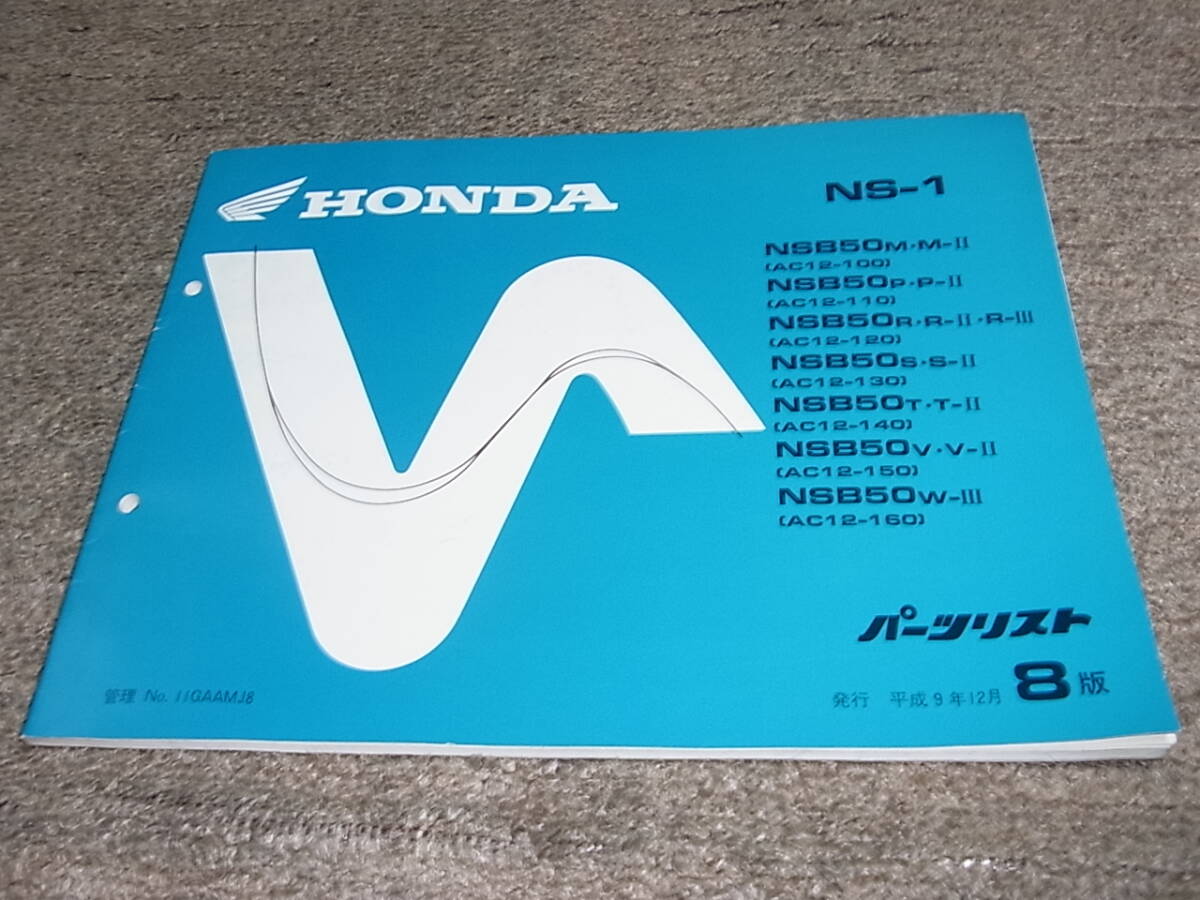 HONDA
NS-1
NSB50M・M-II
(AC12-100)
NSB50P・P-II
(AC12-110)
NSB50R・R-II・R-III
(AC12-120)
NSB50S・S-II
(AC12-130)
NSB50T・T-II
(AC12-140)
NSB50V・V-II
(AC12-150)
NSB50W-III
(AC12-160)
パーツリスト
管理 No. 11GAAMJ8
発行 平成9年12月 8版